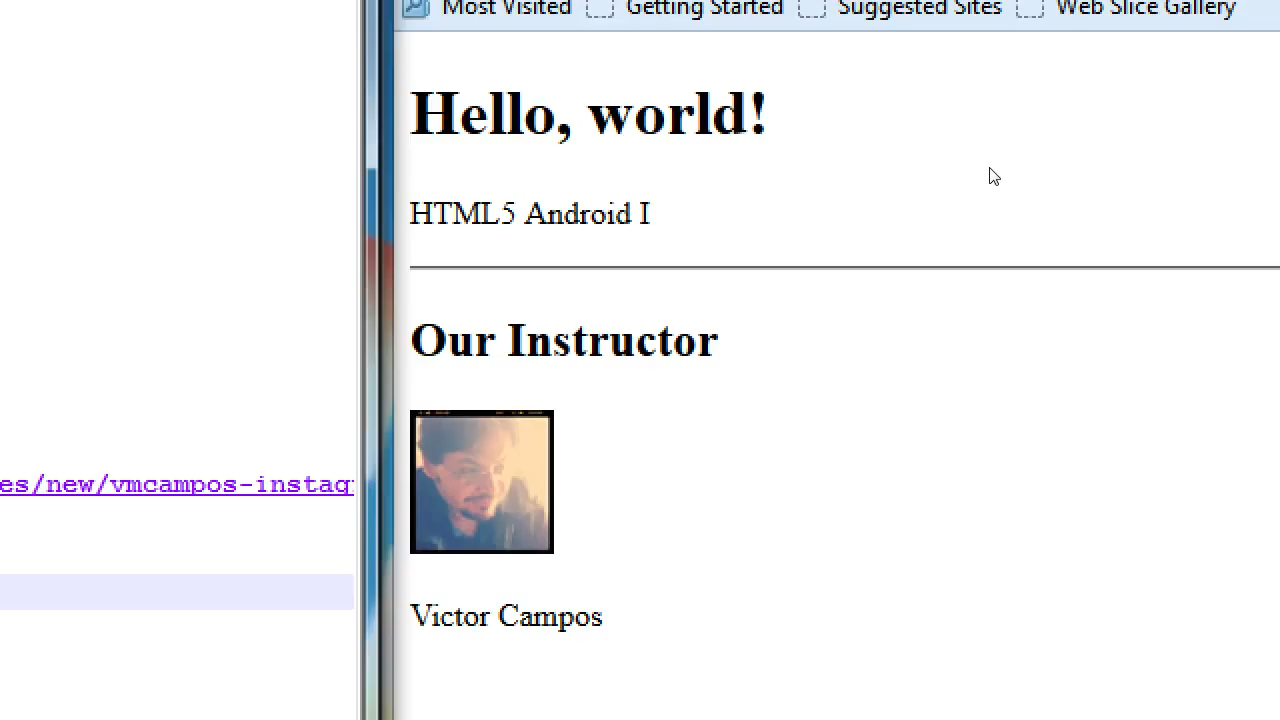 Most Visited Getting Started Suggested Sites Web Slice Gallery
Hello, world!
HTML5 Android I
Our Instructor
es/new/vmcampos-instag
Victor Campos